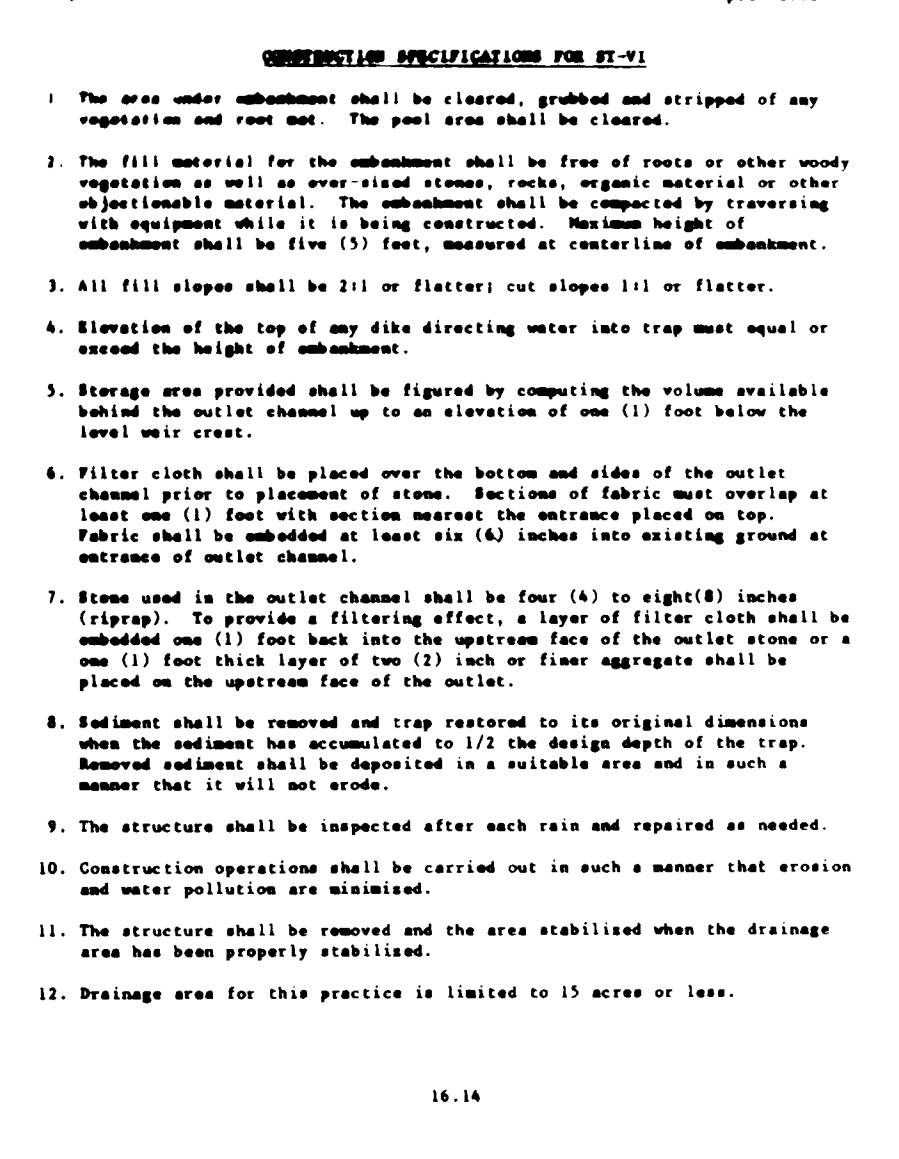 CONSTRUCTION SPECIFICATIONS FOR ST-VI
1 The area under embankment shall be cleared, grubbed and stripped of any
vegetation and root mat. The pool area shall be cleared.
2. The fill material for the embankment shall be free of roots or other woody
vegetation as well as over-sized stones, rocks, organic material or other
objectionable material. The embankment shall be compacted by traversing
with equipment while it is being constructed. Maximum height of
embankment shall be five (5) feet, measured at centerline of embankment.
3. All fill slopes shall be 2:1 or flatter; cut slopes 1:1 or flatter.
4. Elevation of the top of any dike directing water into trap must equal or
exceed the height of embankment.
5. Storage area provided shall be figured by computing the volume available
behind the outlet channel up to an elevation of one (1) foot below the
level weir crest.
6. Filter cloth shall be placed over the bottom and sides of the outlet
channel prior to placement of stone. Sections of fabric must overlap at
least one (1) foot with section nearest the entrance placed on top.
Fabric shall be embedded at least six (6) inches into existing ground at
entrance of outlet channel.
7. Stone used in the outlet channel shall be four (4) to eight(8) inches
(riprap). To provide a filtering effect, a layer of filter cloth shall be
embedded one (1) foot back into the upstream face of the outlet stone or a
one (1) foot thick layer of two (2) inch or finer aggregate shall be
placed on the upstream face of the outlet.
8. Sediment shall be removed and trap restored to its original dimensions
when the sediment has accumulated to 1/2 the design depth of the trap.
Removed sediment shall be deposited in a suitable area and in such a
manner that it will not erode.
9. The structure shall be inspected after each rain and repaired as needed.
10. Construction operations shall be carried out in such a manner that erosion
and water pollution are minimized.
11. The structure shall be removed and the area stabilized when the drainage
area has been properly stabilized.
12. Drainage area for this practice is limited to 15 acres or less.
16.14